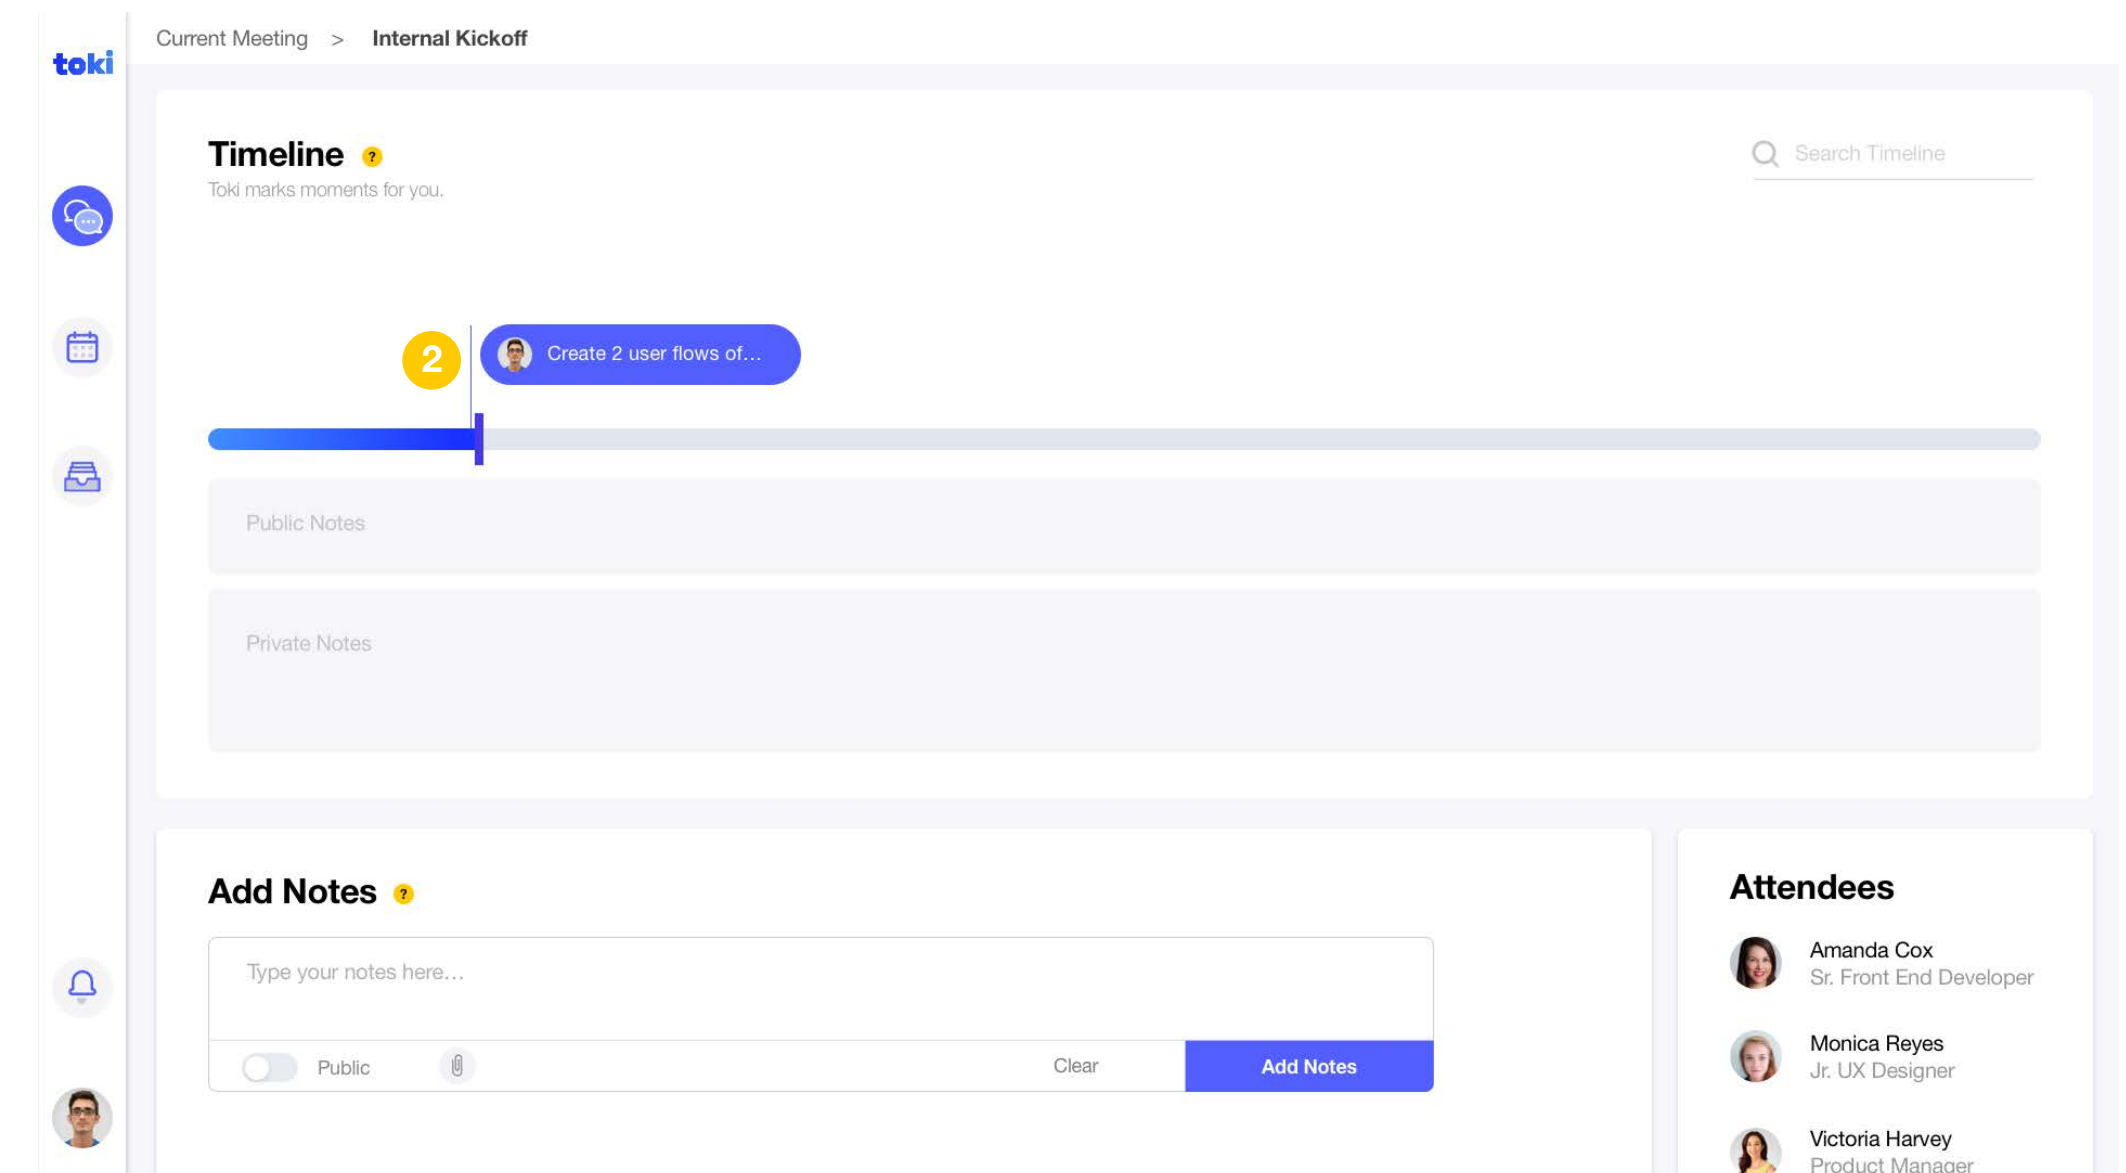 toki
Current Meeting > Internal Kickoff
Timeline ?
Toki marks moments for you.
Search Timeline
2
Create 2 user flows of...
Public Notes
Private Notes
Add Notes ?
Type your notes here...
Public
Clear
Add Notes
Attendees
Amanda Cox
Sr. Front End Developer
Monica Reyes
Jr. UX Designer
Victoria Harvey
Product Manager